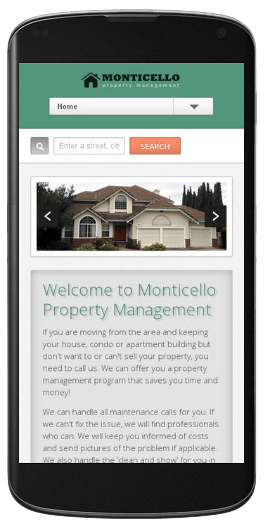 MONTICELLO
property management
Home
Enter a street, cit
SEARCH
Welcome to Monticello
Property Management
If you are moving from the area and keeping
your house, condo or apartment building but
don't want to or can't sell your property, you
need to call us. We can offer you a property
management program that saves you time and
money!
We can handle all maintenance calls for you. If
we can't fix the issue, we will find professionals
who can. We will keep you informed of costs
and send pictures of the problem if applicable.
We also handle the 'clean and show' for you in